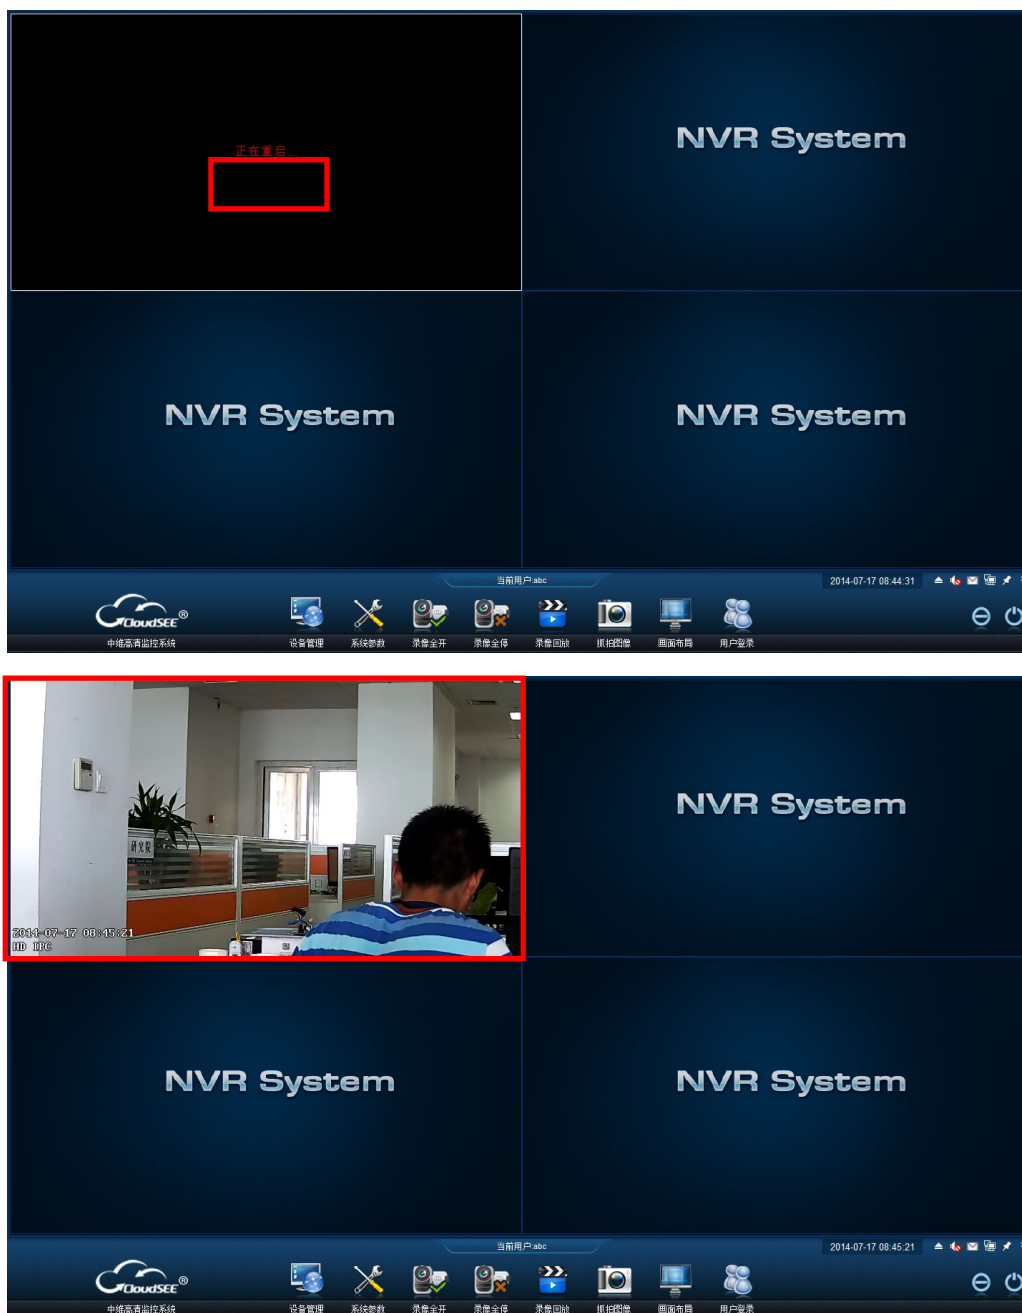 正在重启...
NVR System
NVR System
NVR System
当前用户:abc
2014-07-17 08:44:31
CloudSEE®
中维高清监控系统
设备管理
系统参数
录像全开
录像全停
录像回放
抓拍图像
画面布局
用户登录
研究院
2014-07-17 08:45:21
HD IPC
NVR System
NVR System
NVR System
当前用户:abc
2014-07-17 08:45:21
CloudSEE®
中维高清监控系统
设备管理
系统参数
录像全开
录像全停
录像回放
抓拍图像
画面布局
用户登录